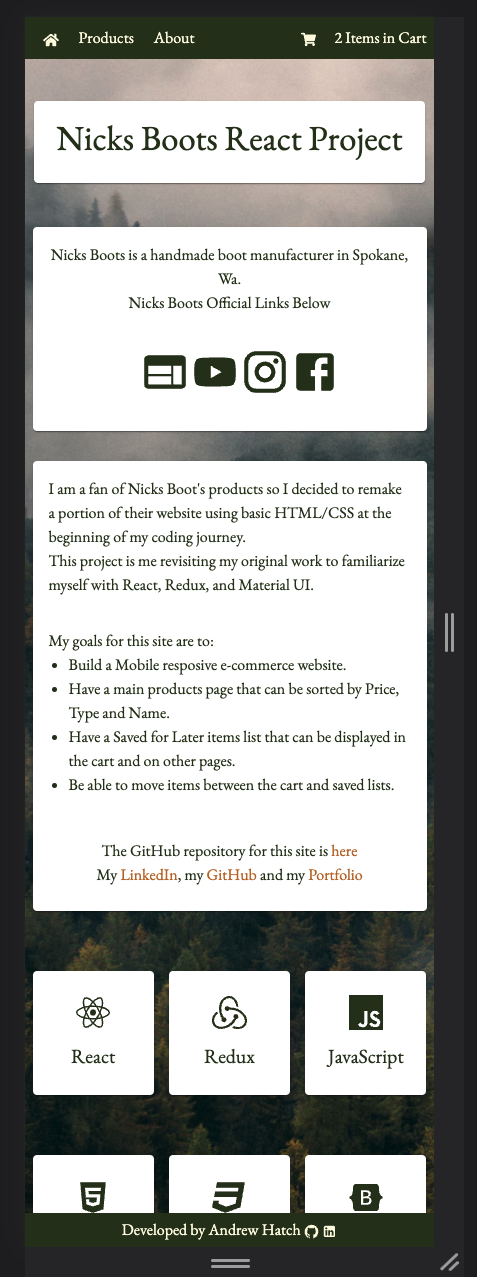 Products About 2 Items in Cart
Nicks Boots React Project
Nicks Boots is a handmade boot manufacturer in Spokane,
Wa.
Nicks Boots Official Links Below
I am a fan of Nicks Boot's products so I decided to remake
a portion of their website using basic HTML/CSS at the
beginning of my coding journey.
This project is me revisiting my original work to familiarize
myself with React, Redux, and Material UI.
My goals for this site are to:
• Build a Mobile resposive e-commerce website.
• Have a main products page that can be sorted by Price,
Type and Name.
• Have a Saved for Later items list that can be displayed in
the cart and on other pages.
• Be able to move items between the cart and saved lists.
The GitHub repository for this site is here
My LinkedIn, my GitHub and my Portfolio
JS
React Redux JavaScript
5 B
Developed by Andrew Hatch